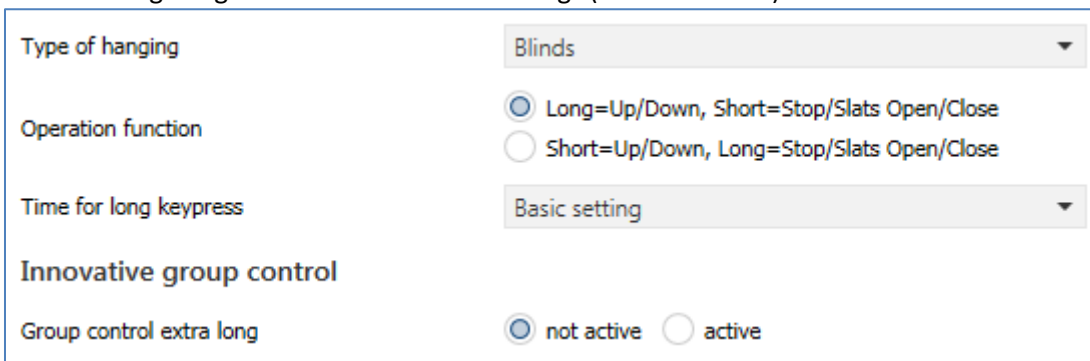 Type of hanging Blinds
Long=Up/Down, Short=Stop/Slats Open/Close
Operation function
Short=Up/Down, Long=Stop/Slats Open/Close
Time for long keypress Basic setting
Innovative group control
Group control extra long not active active